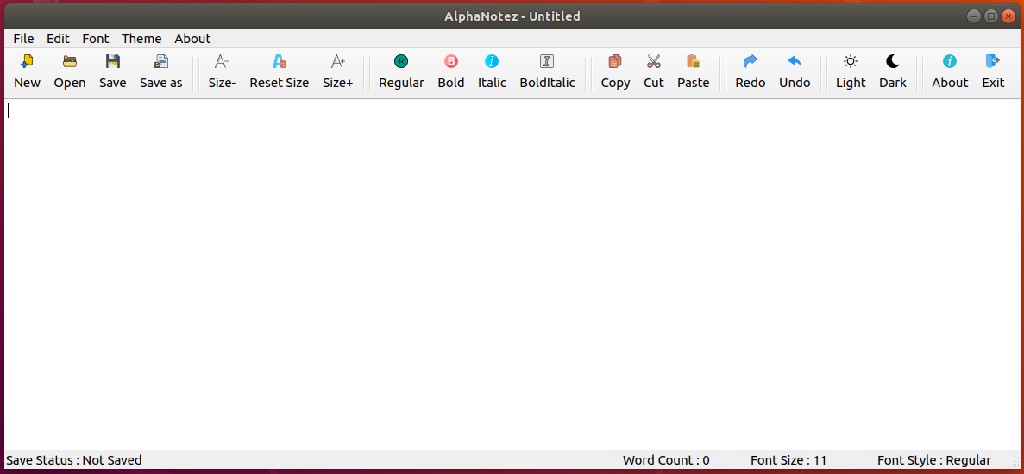 AlphaNotez - Untitled
File Edit Font Theme About
New Open Save Save as Size- Reset Size Size+ Regular Bold Italic BoldItalic Copy Cut Paste Redo Undo Light Dark About Exit
Save Status : Not Saved Word Count : 0 Font Size : 11 Font Style : Regular